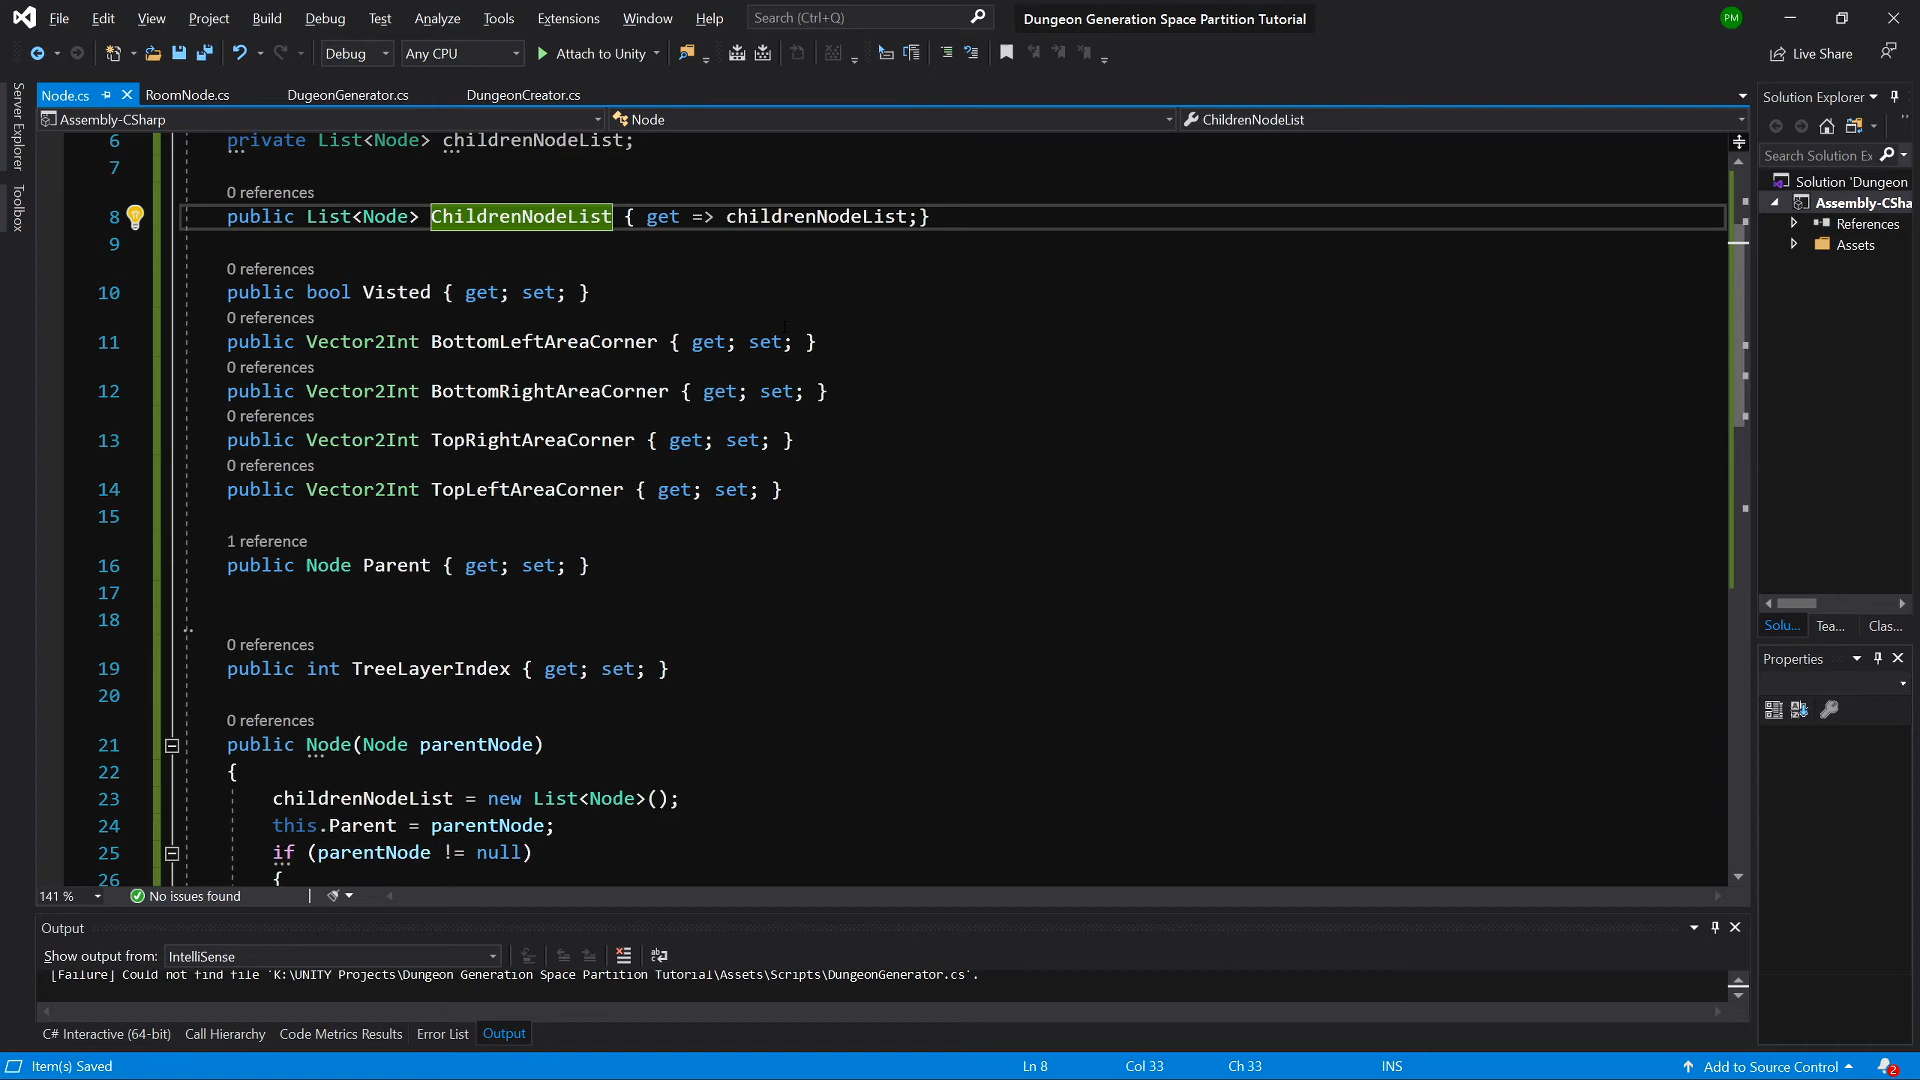 File Edit View Project Build Debug Test Analyze Tools Extensions Window Help Search (Ctrl+Q) Dungeon Generation Space Partition Tutorial PM
Debug Any CPU Attach to Unity Live Share
Server Explorer
Toolbox
Node.cs RoomNode.cs DugeonGenerator.cs DungeonCreator.cs
Assembly-CSharp Node ChildrenNodeList
6 private List<Node> childrenNodeList;
7
0 references
8 public List<Node> ChildrenNodeList { get => childrenNodeList;}
9
0 references
10 public bool Visted { get; set; }
0 references
11 public Vector2Int BottomLeftAreaCorner { get; set; }
0 references
12 public Vector2Int BottomRightAreaCorner { get; set; }
0 references
13 public Vector2Int TopRightAreaCorner { get; set; }
0 references
14 public Vector2Int TopLeftAreaCorner { get; set; }
15
1 reference
16 public Node Parent { get; set; }
17
18
0 references
19 public int TreeLayerIndex { get; set; }
20
0 references
21 public Node(Node parentNode)
22 {
23 childrenNodeList = new List<Node>();
24 this.Parent = parentNode;
25 if (parentNode != null)
26 {
141 % No issues found
Output
Show output from: IntelliSense
[Failure] Could not find file 'K:\UNITY Projects\Dungeon Generation Space Partition Tutorial\Assets\Scripts\DungeonGenerator.cs'.
C# Interactive (64-bit) Call Hierarchy Code Metrics Results Error List Output
Item(s) Saved Ln 8 Col 33 Ch 33 INS Add to Source Control 2
Solution Explorer
Search Solution Ex
Solution 'Dungeon
Assembly-CSha
References
Assets
Solu... Tea... Clas...
Properties